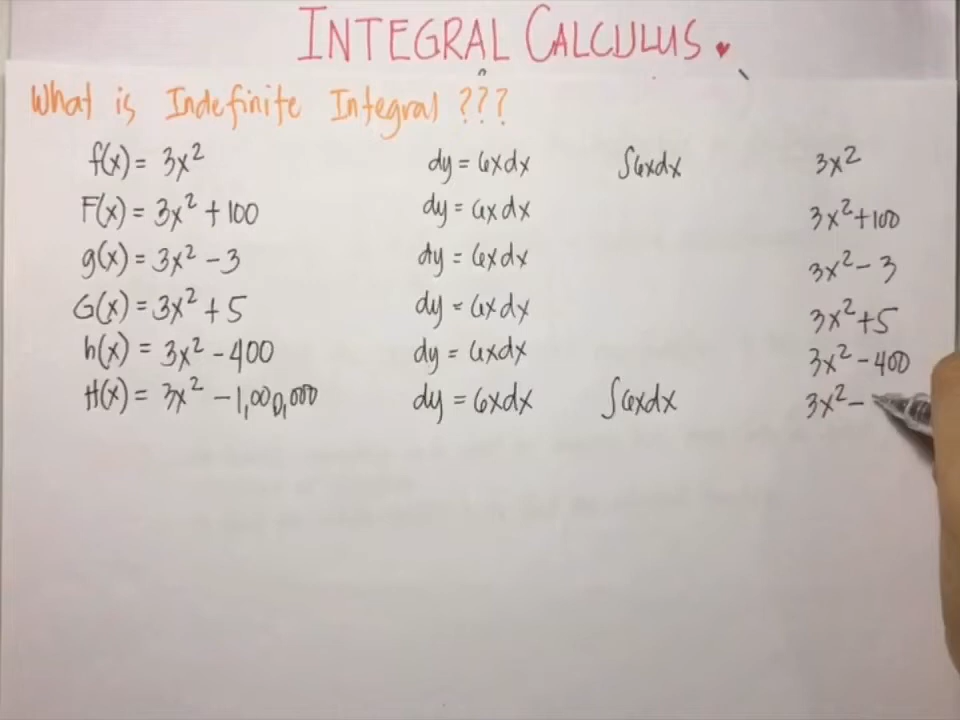 INTEGRAL CALCULUS ♥
What is Indefinite Integral ???
f(x) = 3x² dy = 6xdx ∫6xdx 3x²
F(x) = 3x² + 100 dy = 6xdx 3x²+100
g(x) = 3x² - 3 dy = 6xdx 3x² - 3
G(x) = 3x² + 5 dy = 6xdx 3x²+5
h(x) = 3x² - 400 dy = 6xdx 3x² - 400
H(x) = 3x² - 1,000,000 dy = 6xdx ∫6xdx 3x² -